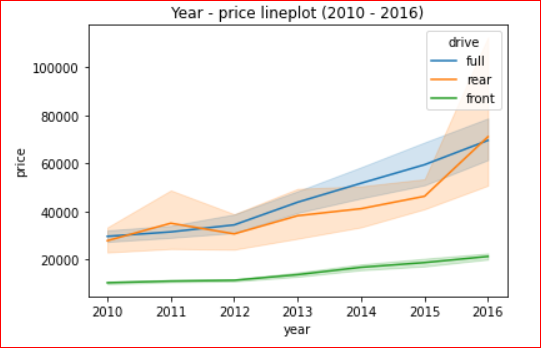 Year - price lineplot (2010 - 2016)
drive
full
rear
front
100000
80000
60000
40000
20000
price
2010 2011 2012 2013 2014 2015 2016
year